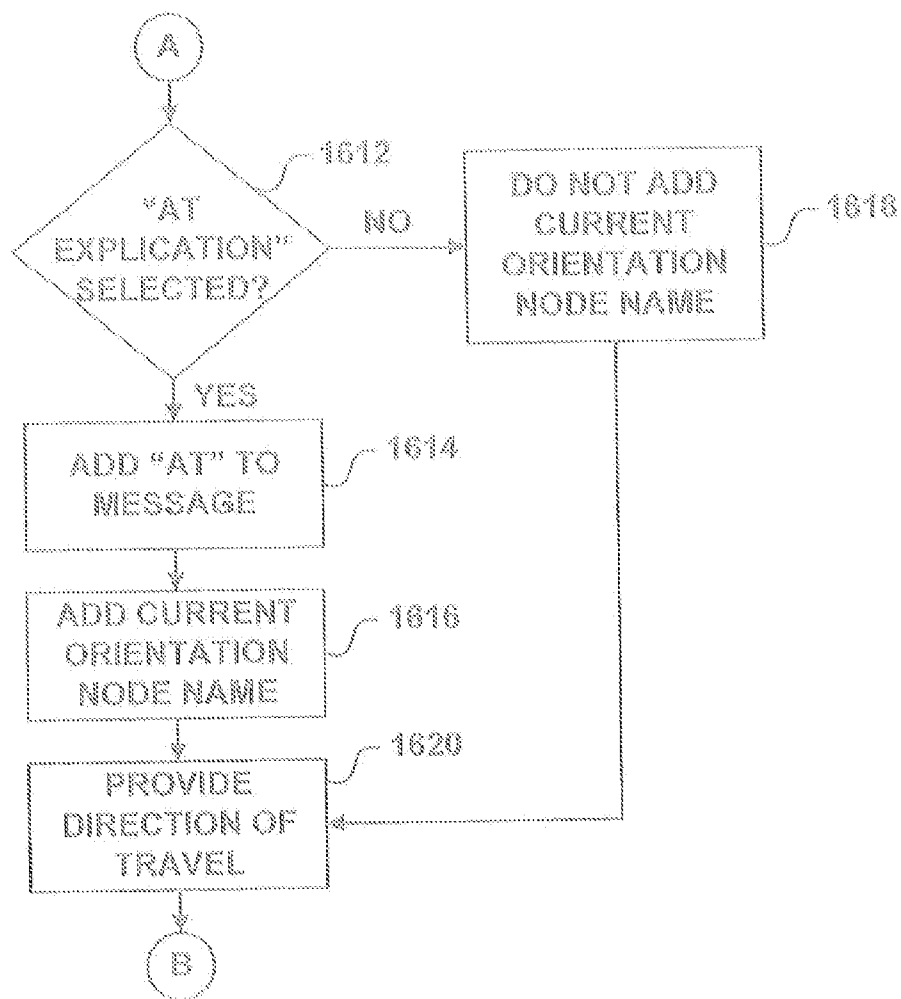 A
1612
"AT
EXPLICATION"
SELECTED?
NO
DO NOT ADD
CURRENT
ORIENTATION
NODE NAME
1618
YES
ADD "AT" TO
MESSAGE
1614
ADD CURRENT
ORIENTATION
NODE NAME
1616
PROVIDE
DIRECTION OF
TRAVEL
1620
B